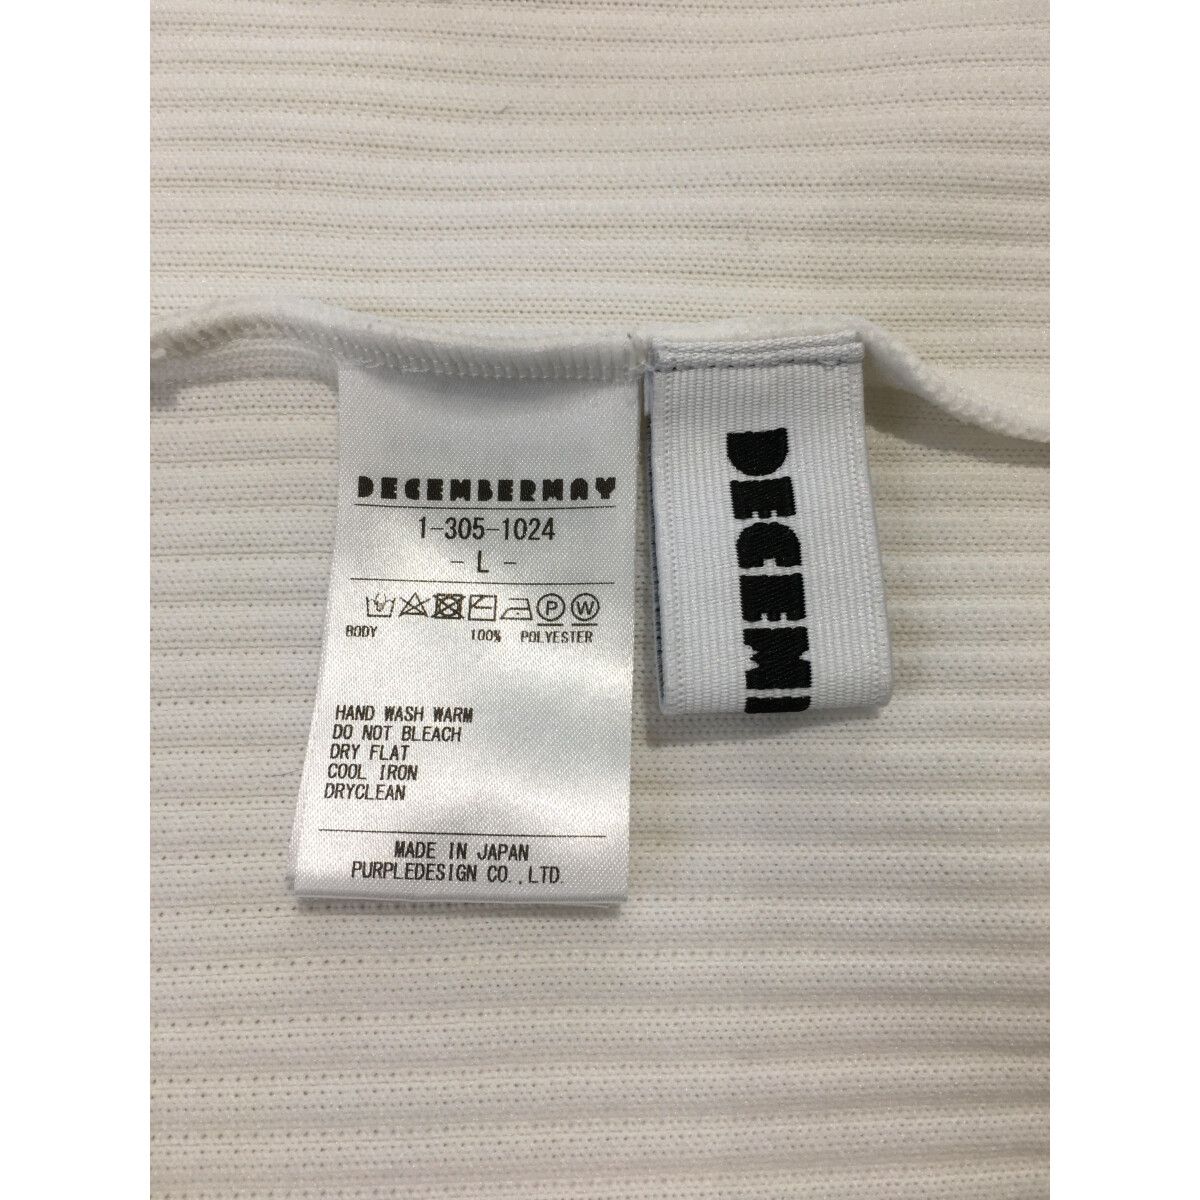 DECEMBERMAY
1-305-1024
- L -
P W
BODY 100% POLYESTER
HAND WASH WARM
DO NOT BLEACH
DRY FLAT
COOL IRON
DRYCLEAN
MADE IN JAPAN
PURPLEDESIGN CO.,LTD.
DECEM